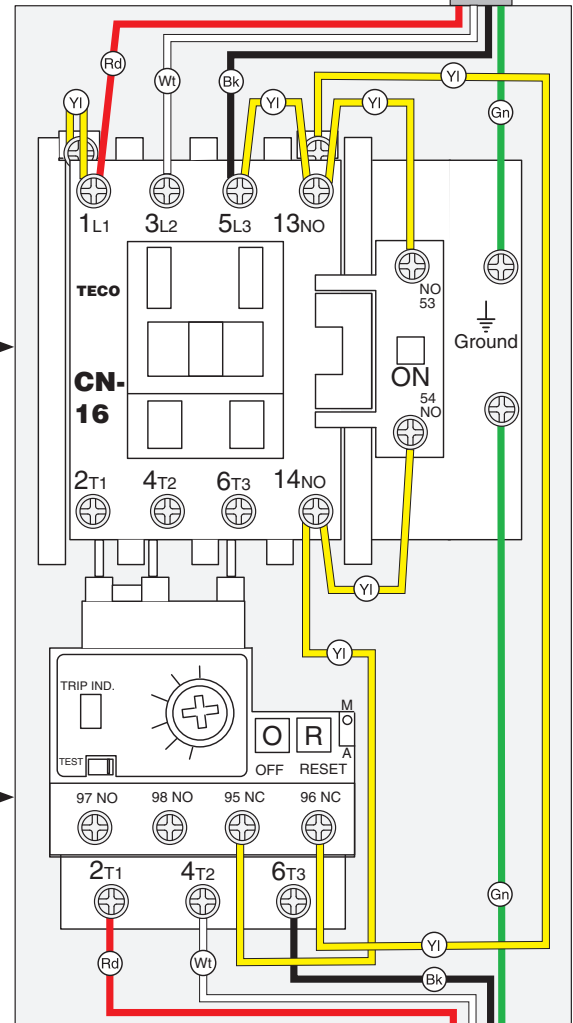 Rd
Wt
Yl
Bk
Yl
Yl
Yl
Gn
1L1
3L2
5L3
13NO
TECO
NO
53
Ground
ON
CN-
16
54
NO
2T1
4T2
6T3
14NO
Yl
Yl
TRIP IND.
M
O
R
A
TEST
OFF
RESET
97 NO
98 NO
95 NC
96 NC
2T1
4T2
6T3
Gn
Yl
Rd
Wt
Bk